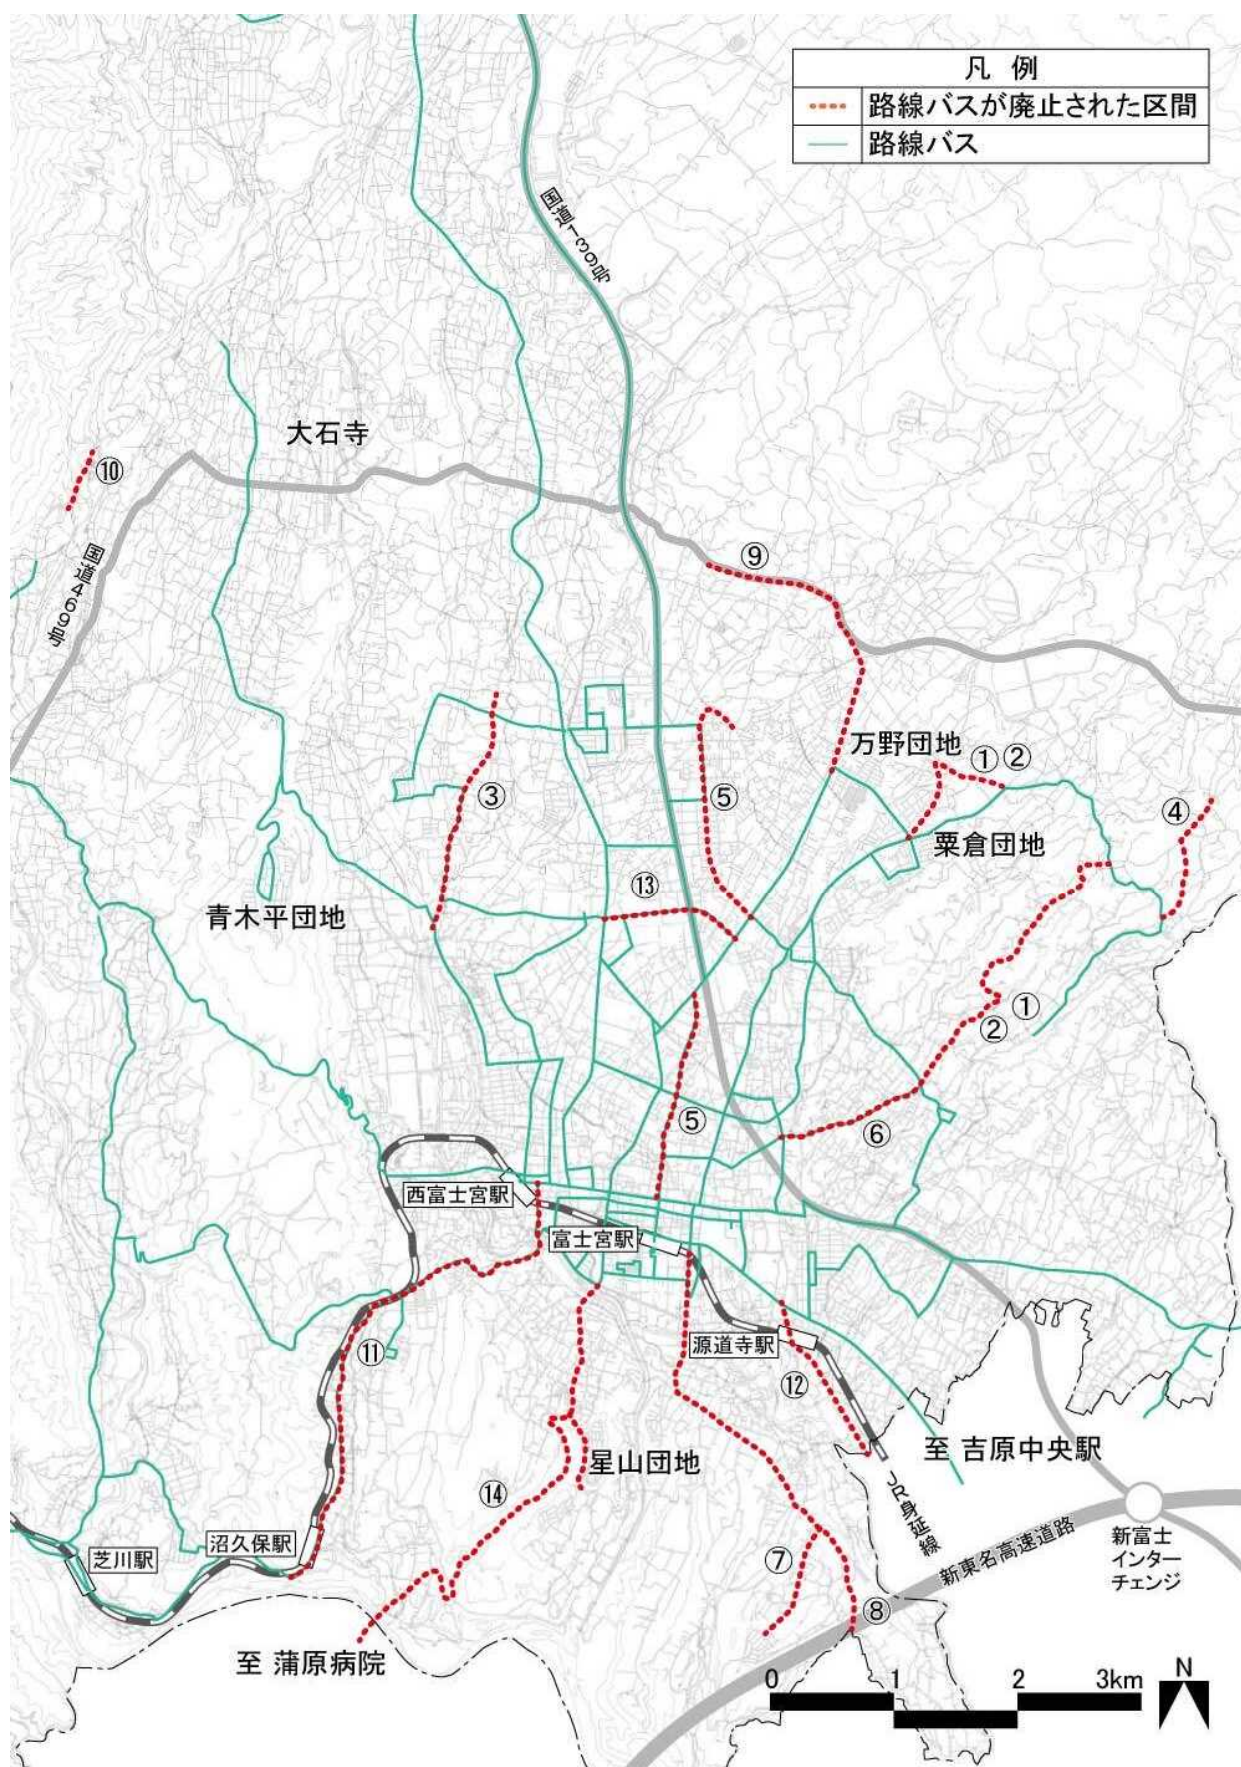 凡 例
路線バスが廃止された区間
路線バス
国道139号
大石寺
⑩
国道469号
⑨
万野団地
① ②
③
⑤
④
粟倉団地
⑬
青木平団地
①
②
⑤
⑥
西富士宮駅
富士宮駅
源道寺駅
⑪
⑫
至 吉原中央駅
星山団地
⑭
JR身延線
新東名高速道路
新富士
インター
チェンジ
沼久保駅
芝川駅
⑦
⑧
至 蒲原病院
0 1 2 3km
N